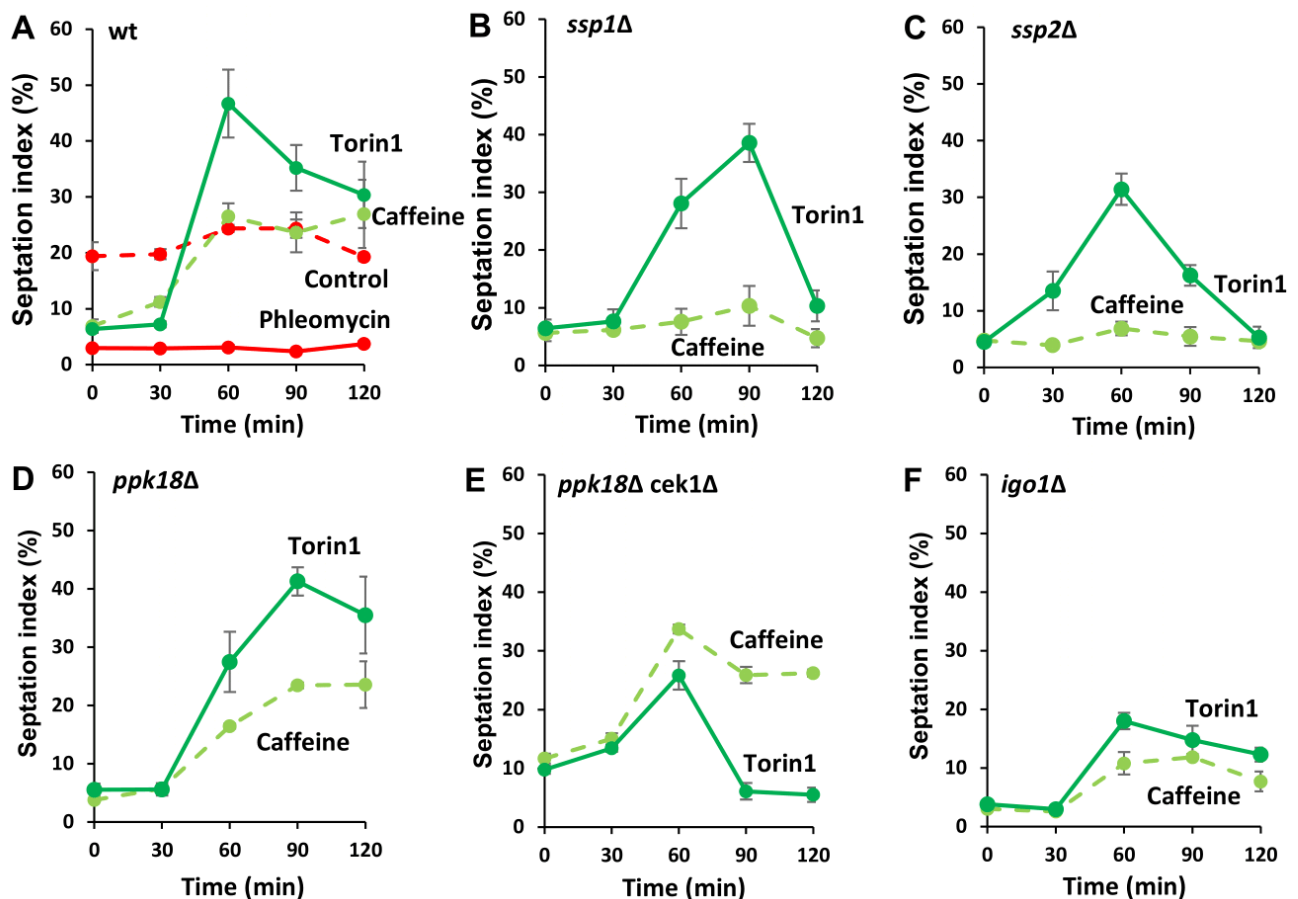 A wt
Septation index (%)
60
50
40
30
20
10
0
Torin1
Caffeine
Control
Phleomycin
0 30 60 90 120
Time (min)
B ssp1Δ
Septation index (%)
60
50
40
30
20
10
0
Torin1
Caffeine
0 30 60 90 120
Time (min)
C ssp2Δ
Septation index (%)
60
50
40
30
20
10
0
Caffeine
Torin1
0 30 60 90 120
Time (min)
D ppk18Δ
Septation index (%)
60
50
40
30
20
10
0
Torin1
Caffeine
0 30 60 90 120
Time (min)
E ppk18Δ cek1Δ
Septation index (%)
60
50
40
30
20
10
0
Caffeine
Torin1
0 30 60 90 120
Time (min)
F igo1Δ
Septation index (%)
60
50
40
30
20
10
0
Torin1
Caffeine
0 30 60 90 120
Time (min)